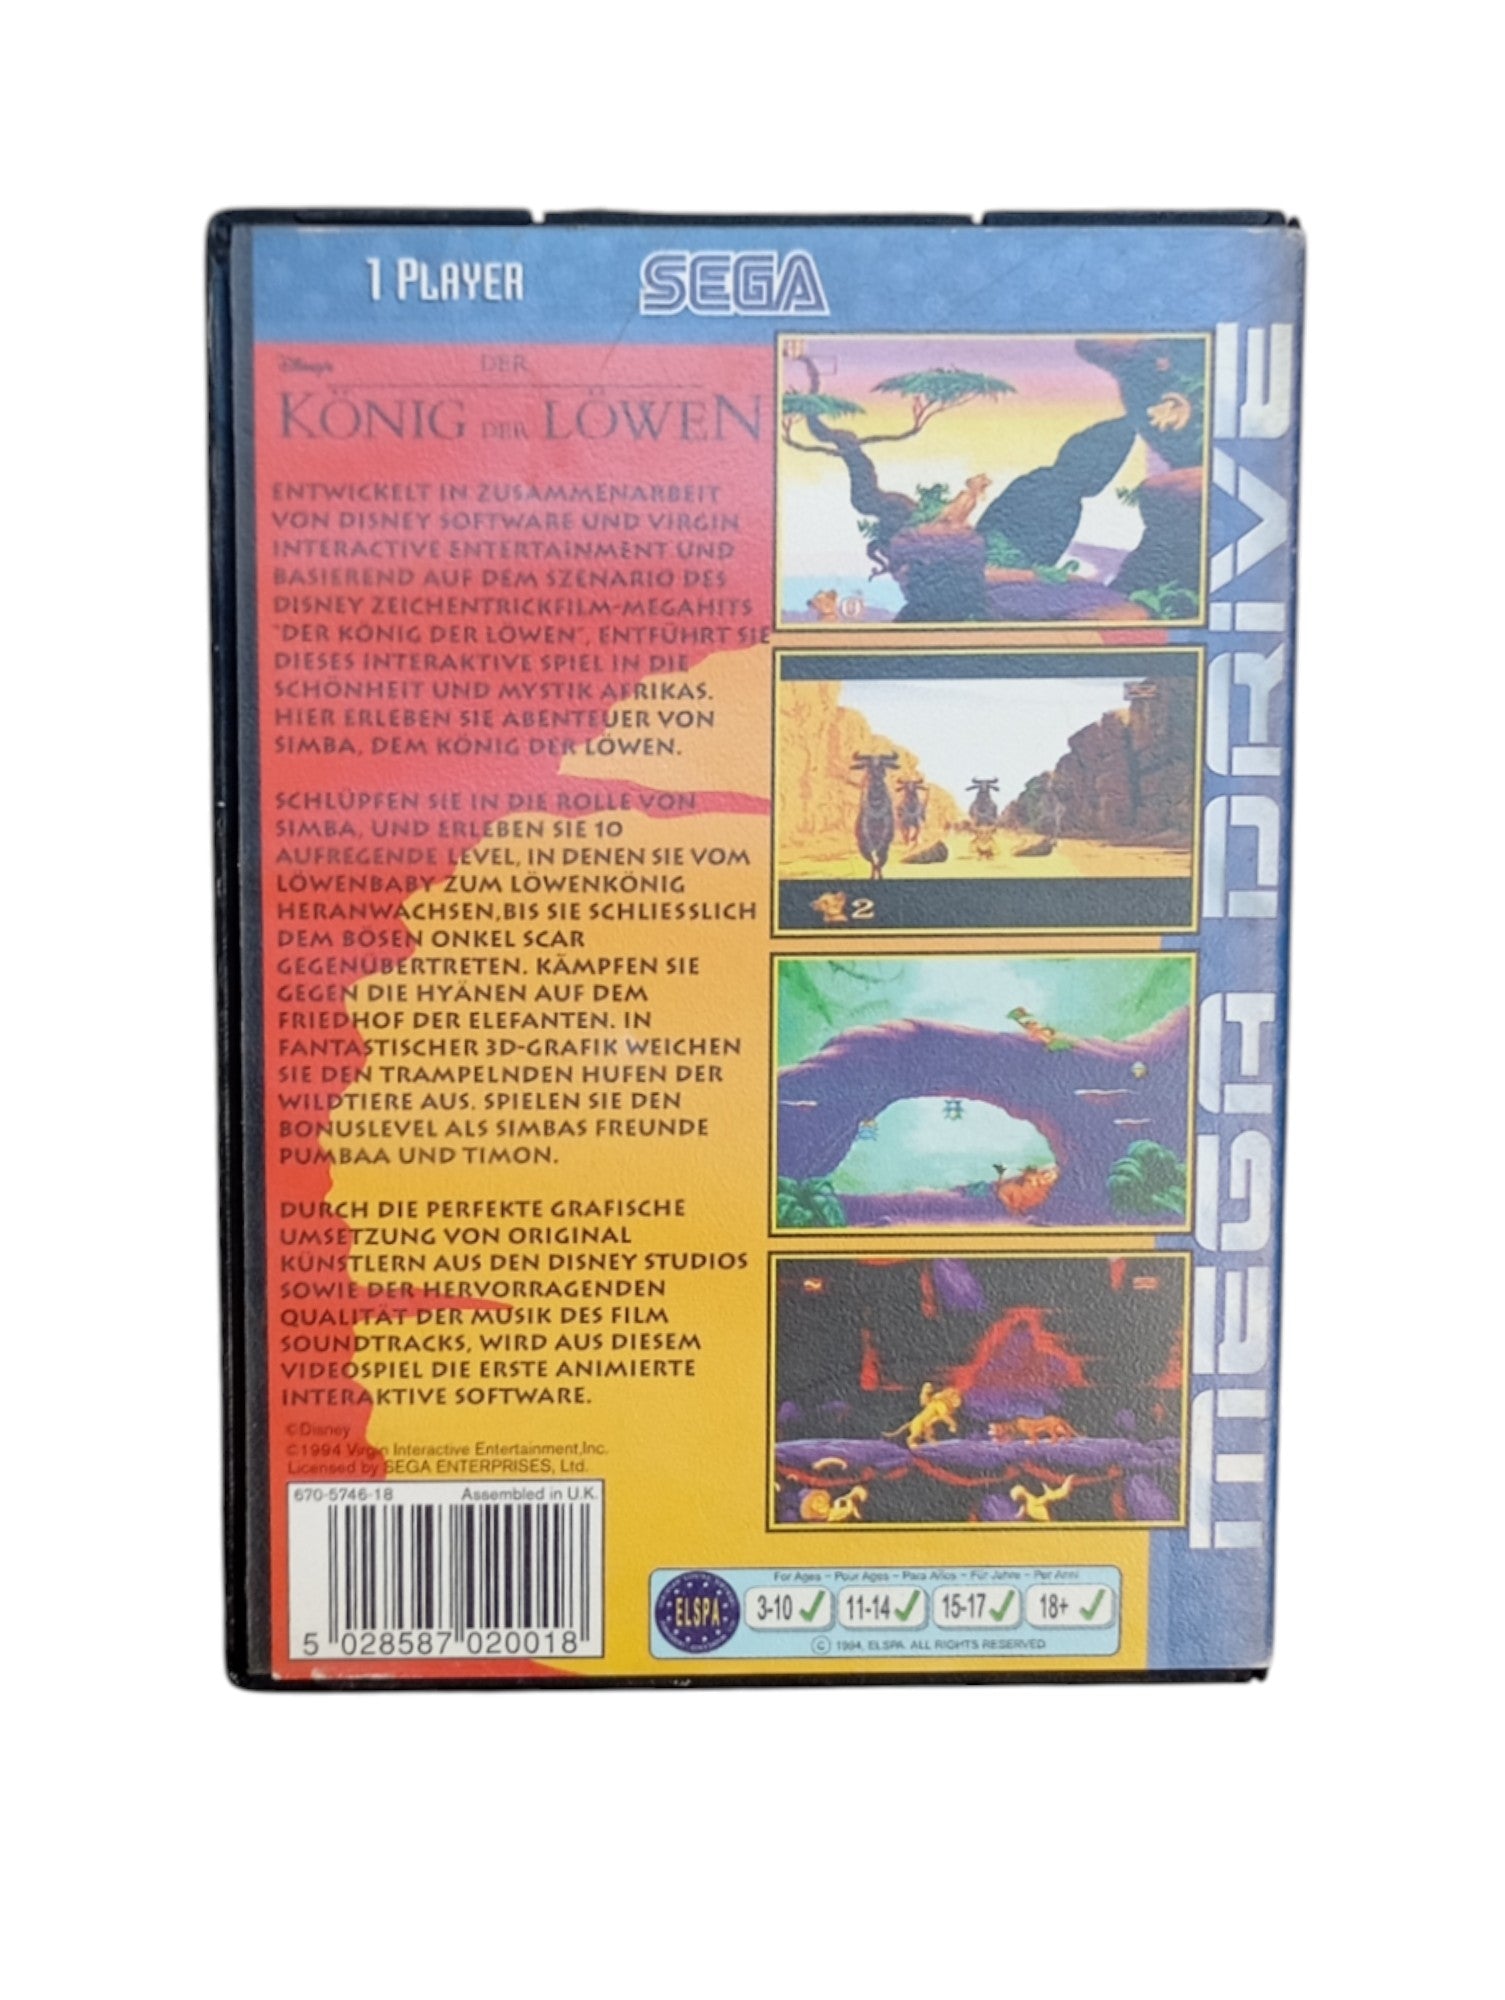 1 PLAYER
SEGA
Disney's
DER
KÖNIG DER LÖWEN
ENTWICKELT IN ZUSAMMENARBEIT
VON DISNEY SOFTWARE UND VIRGIN
INTERACTIVE ENTERTAINMENT UND
BASIEREND AUF DEM SZENARIO DES
DISNEY ZEICHENTRICKFILM-MEGAHITS
"DER KÖNIG DER LÖWEN", ENTFÜHRT SIE
DIESES INTERAKTIVE SPIEL IN DIE
SCHÖNHEIT UND MYSTIK AFRIKAS.
HIER ERLEBEN SIE ABENTEUER VON
SIMBA, DEM KÖNIG DER LÖWEN.
SCHLÜPFEN SIE IN DIE ROLLE VON
SIMBA, UND ERLEBEN SIE 10
AUFREGENDE LEVEL, IN DENEN SIE VOM
LÖWENBABY ZUM LÖWENKÖNIG
HERANWACHSEN,BIS SIE SCHLIESSLICH
DEM BÖSEN ONKEL SCAR
GEGENÜBERTRETEN. KÄMPFEN SIE
GEGEN DIE HYÄNEN AUF DEM
FRIEDHOF DER ELEFANTEN. IN
FANTASTISCHER 3D-GRAFIK WEICHEN
SIE DEN TRAMPELNDEN HUFEN DER
WILDTIERE AUS. SPIELEN SIE DEN
BONUSLEVEL ALS SIMBAS FREUNDE
PUMBAA UND TIMON.
DURCH DIE PERFEKTE GRAFISCHE
UMSETZUNG VON ORIGINAL
KÜNSTLERN AUS DEN DISNEY STUDIOS
SOWIE DER HERVORRAGENDEN
QUALITÄT DER MUSIK DES FILM
SOUNDTRACKS, WIRD AUS DIESEM
VIDEOSPIEL DIE ERSTE ANIMIERTE
INTERAKTIVE SOFTWARE.
©Disney
©1994 Virgin Interactive Entertainment,Inc.
Licensed by SEGA ENTERPRISES, Ltd.
670-5746-18 Assembled in U.K.
5 028587 020018
0
2
MEGA DRIVE
ELSPA
For Ages - Pour Ages - Para Años - Für Jahre - Per Anni
3-10 11-14 15-17 18+
© 1994, ELSPA. ALL RIGHTS RESERVED